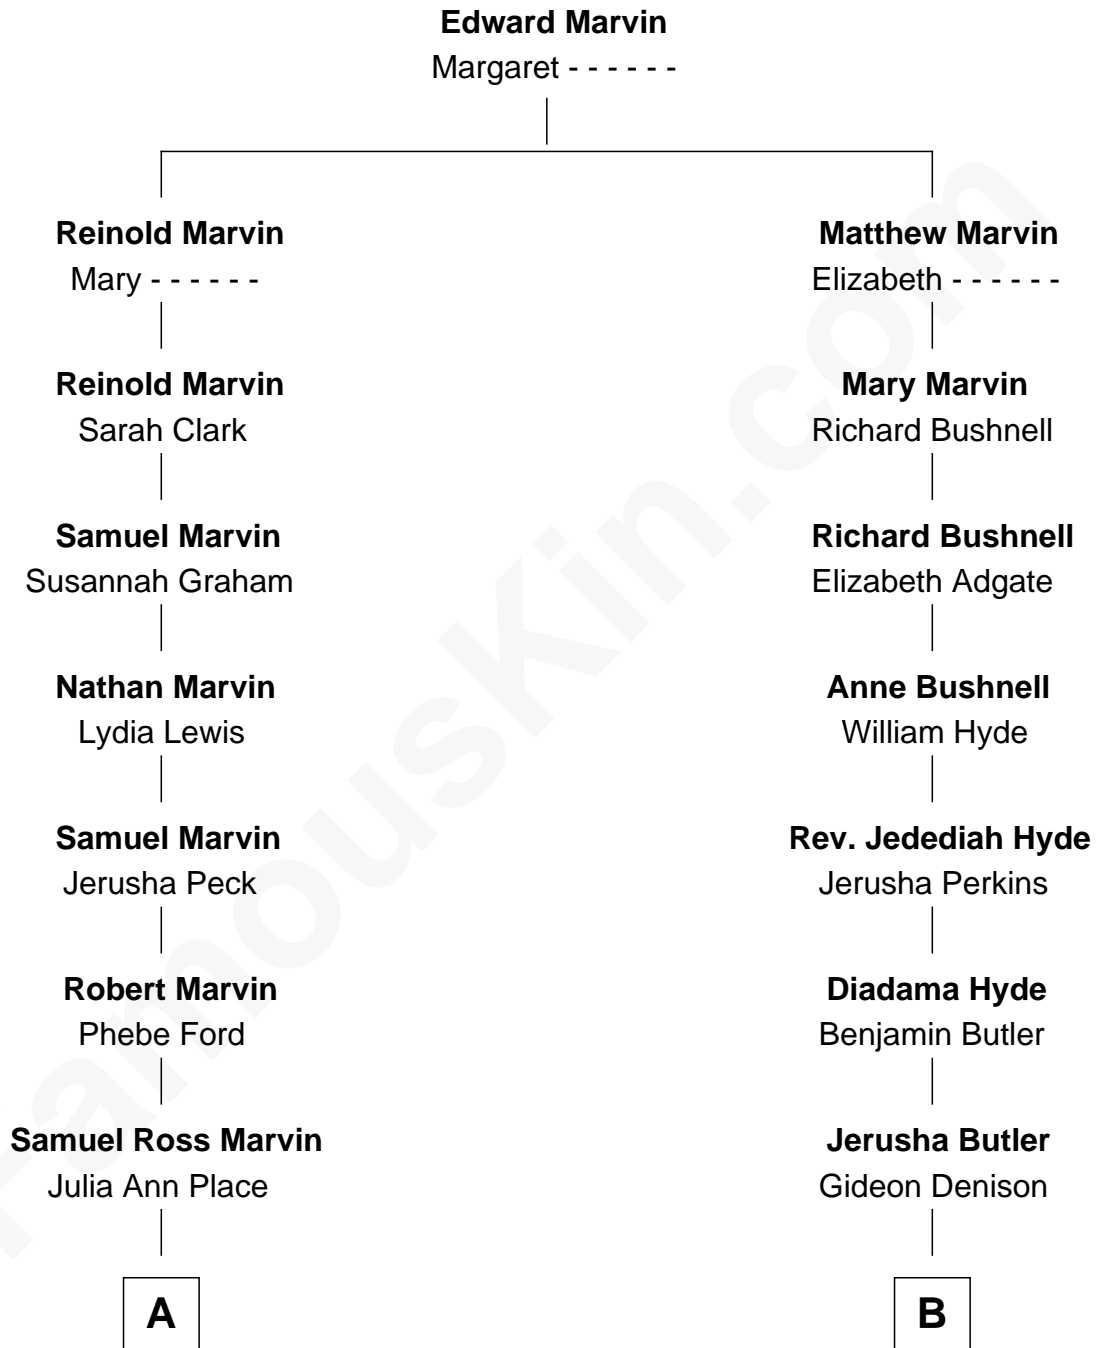 Edward Marvin
Margaret - - - - - -
Reinold Marvin
Mary - - - - - -
Matthew Marvin
Elizabeth - - - - - -
Reinold Marvin
Sarah Clark
Mary Marvin
Richard Bushnell
Samuel Marvin
Susannah Graham
Richard Bushnell
Elizabeth Adgate
Nathan Marvin
Lydia Lewis
Anne Bushnell
William Hyde
Samuel Marvin
Jerusha Peck
Rev. Jedediah Hyde
Jerusha Perkins
Robert Marvin
Phebe Ford
Diadama Hyde
Benjamin Butler
Samuel Ross Marvin
Julia Ann Place
Jerusha Butler
Gideon Denison
A
B
FamousKin.com